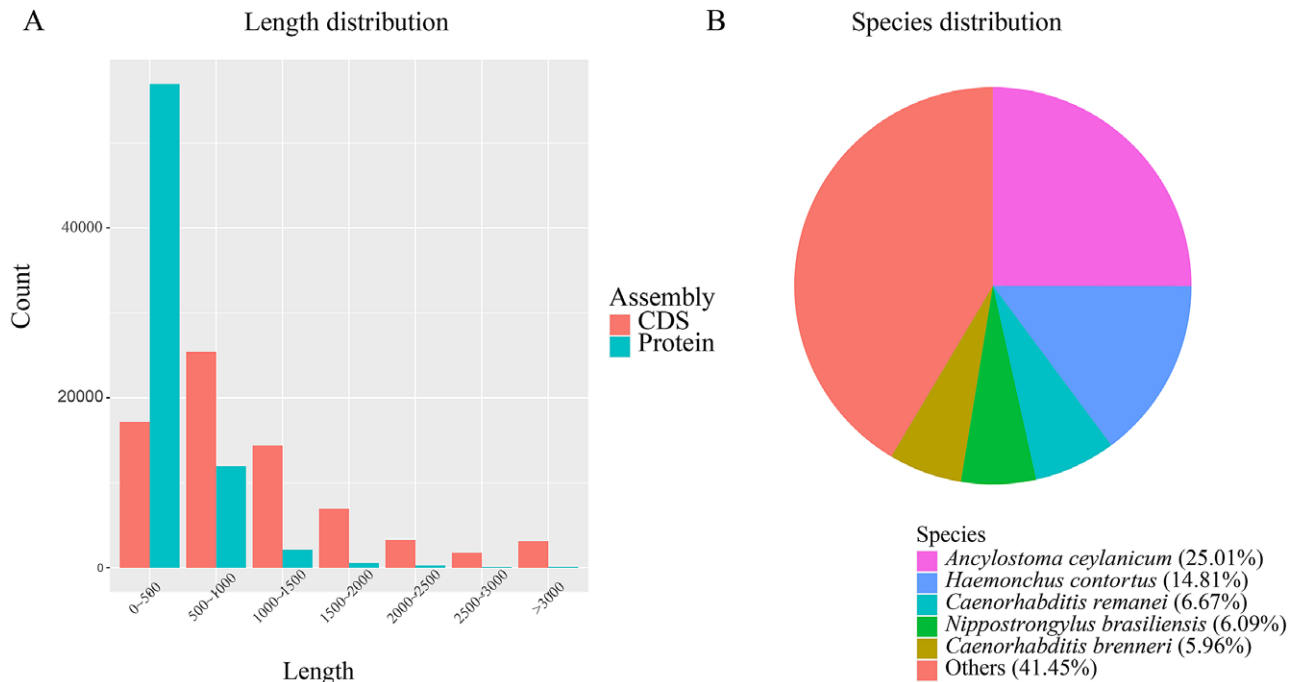 A
Length distribution
Count
40000
20000
0
0~500
500~1000
1000~1500
1500~2000
2000~2500
2500~3000
>3000
Length
Assembly
CDS
Protein
B
Species distribution
Species
Ancylostoma ceylanicum (25.01%)
Haemonchus contortus (14.81%)
Caenorhabditis remanei (6.67%)
Nippostrongylus brasiliensis (6.09%)
Caenorhabditis brenneri (5.96%)
Others (41.45%)